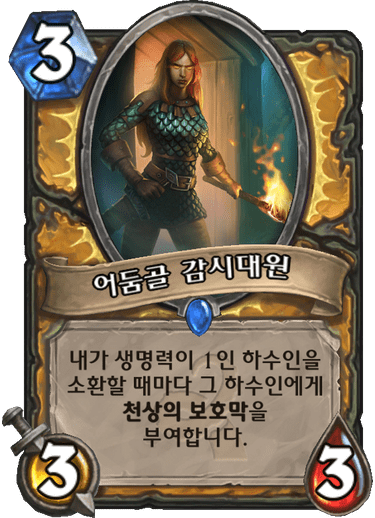 3
어둠골 감시대원
내가 생명력이 1인 하수인을
소환할 때마다 그 하수인에게
천상의 보호막을
부여합니다.
3
3